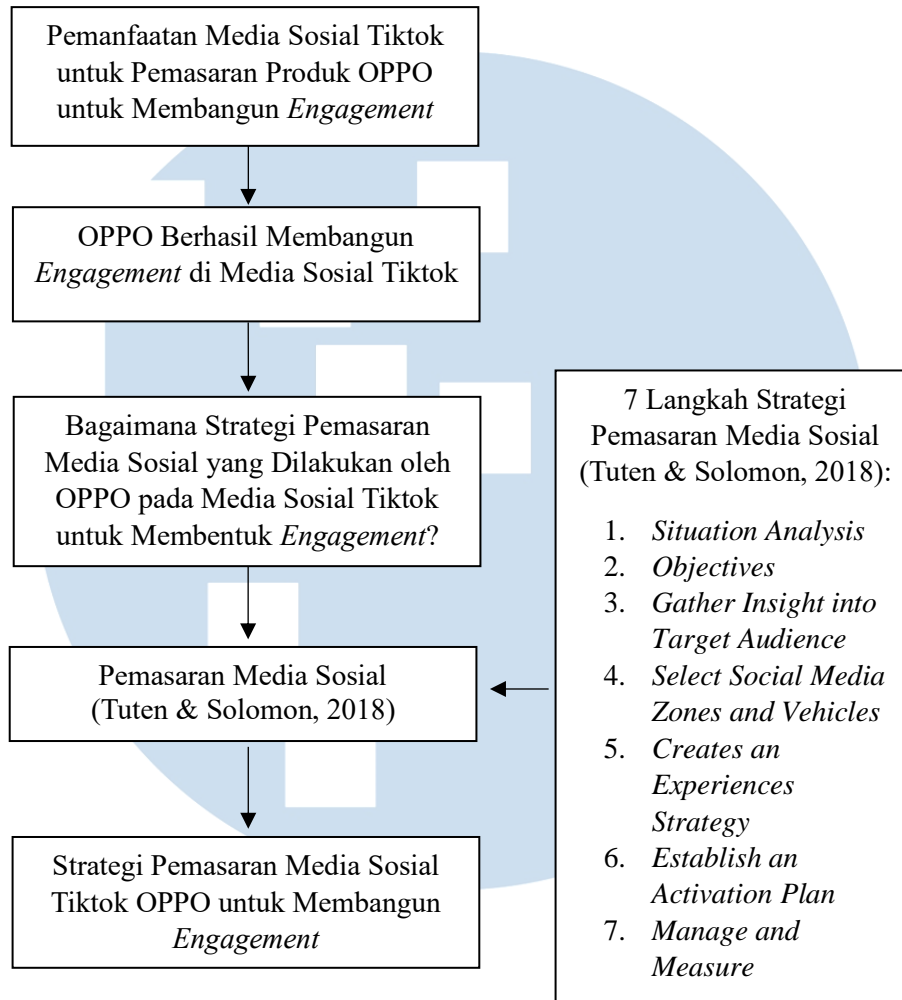 Pemanfaatan Media Sosial Tiktok
untuk Pemasaran Produk OPPO
untuk Membangun Engagement
OPPO Berhasil Membangun
Engagement di Media Sosial Tiktok
Bagaimana Strategi Pemasaran
Media Sosial yang Dilakukan oleh
OPPO pada Media Sosial Tiktok
untuk Membentuk Engagement?
Pemasaran Media Sosial
(Tuten & Solomon, 2018)
Strategi Pemasaran Media Sosial
Tiktok OPPO untuk Membangun
Engagement
7 Langkah Strategi
Pemasaran Media Sosial
(Tuten & Solomon, 2018):
1. Situation Analysis
2. Objectives
3. Gather Insight into
Target Audience
4. Select Social Media
Zones and Vehicles
5. Creates an
Experiences
Strategy
6. Establish an
Activation Plan
7. Manage and
Measure